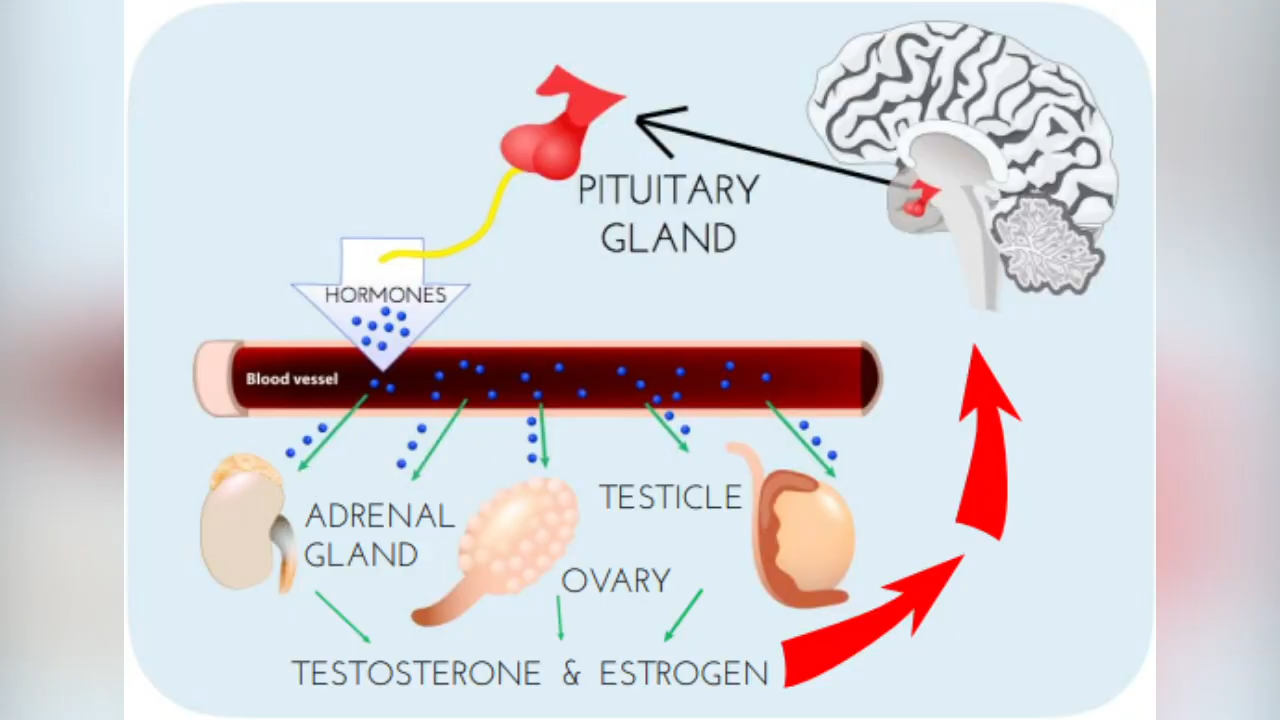 PITUITARY
GLAND
HORMONES
Blood vessel
ADRENAL
GLAND
TESTICLE
OVARY
TESTOSTERONE & ESTROGEN